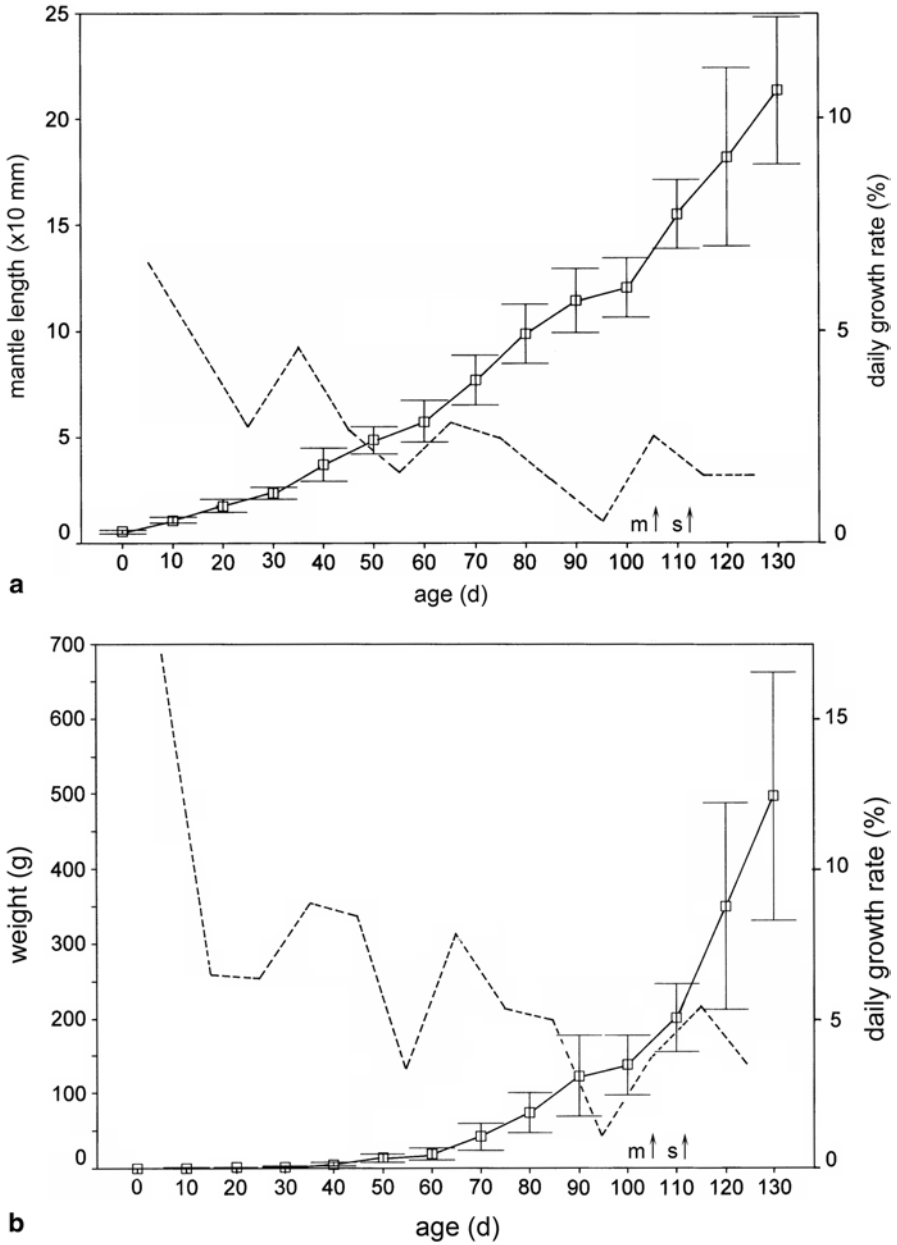 25
20
15
10
5
0
mantle length (x10 mm)
10
5
0
daily growth rate (%)
m s
0 10 20 30 40 50 60 70 80 90 100 110 120 130
age (d)
a
700
600
500
400
300
200
100
0
weight (g)
15
10
5
0
daily growth rate (%)
m s
0 10 20 30 40 50 60 70 80 90 100 110 120 130
age (d)
b